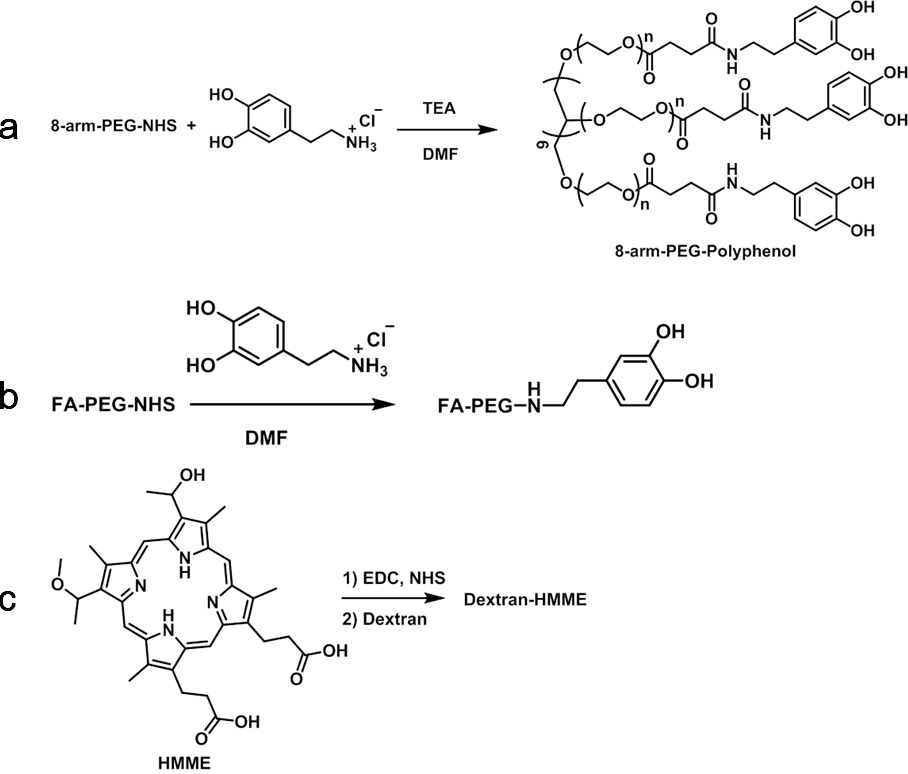 a
8-arm-PEG-NHS +
HO
HO
+
NH3
Cl−
TEA
DMF
O
O
n
O
O
N
H
OH
OH
O
O
n
O
O
N
H
OH
OH
6
O
O
n
O
O
H
N
OH
OH
8-arm-PEG-Polyphenol
b
FA-PEG-NHS
HO
HO
+
NH3
Cl−
DMF
FA-PEG
H
N
OH
OH
c
OH
O
N
H
N
N
H
N
OH
O
OH
O
HMME
1) EDC, NHS
2) Dextran
Dextran-HMME